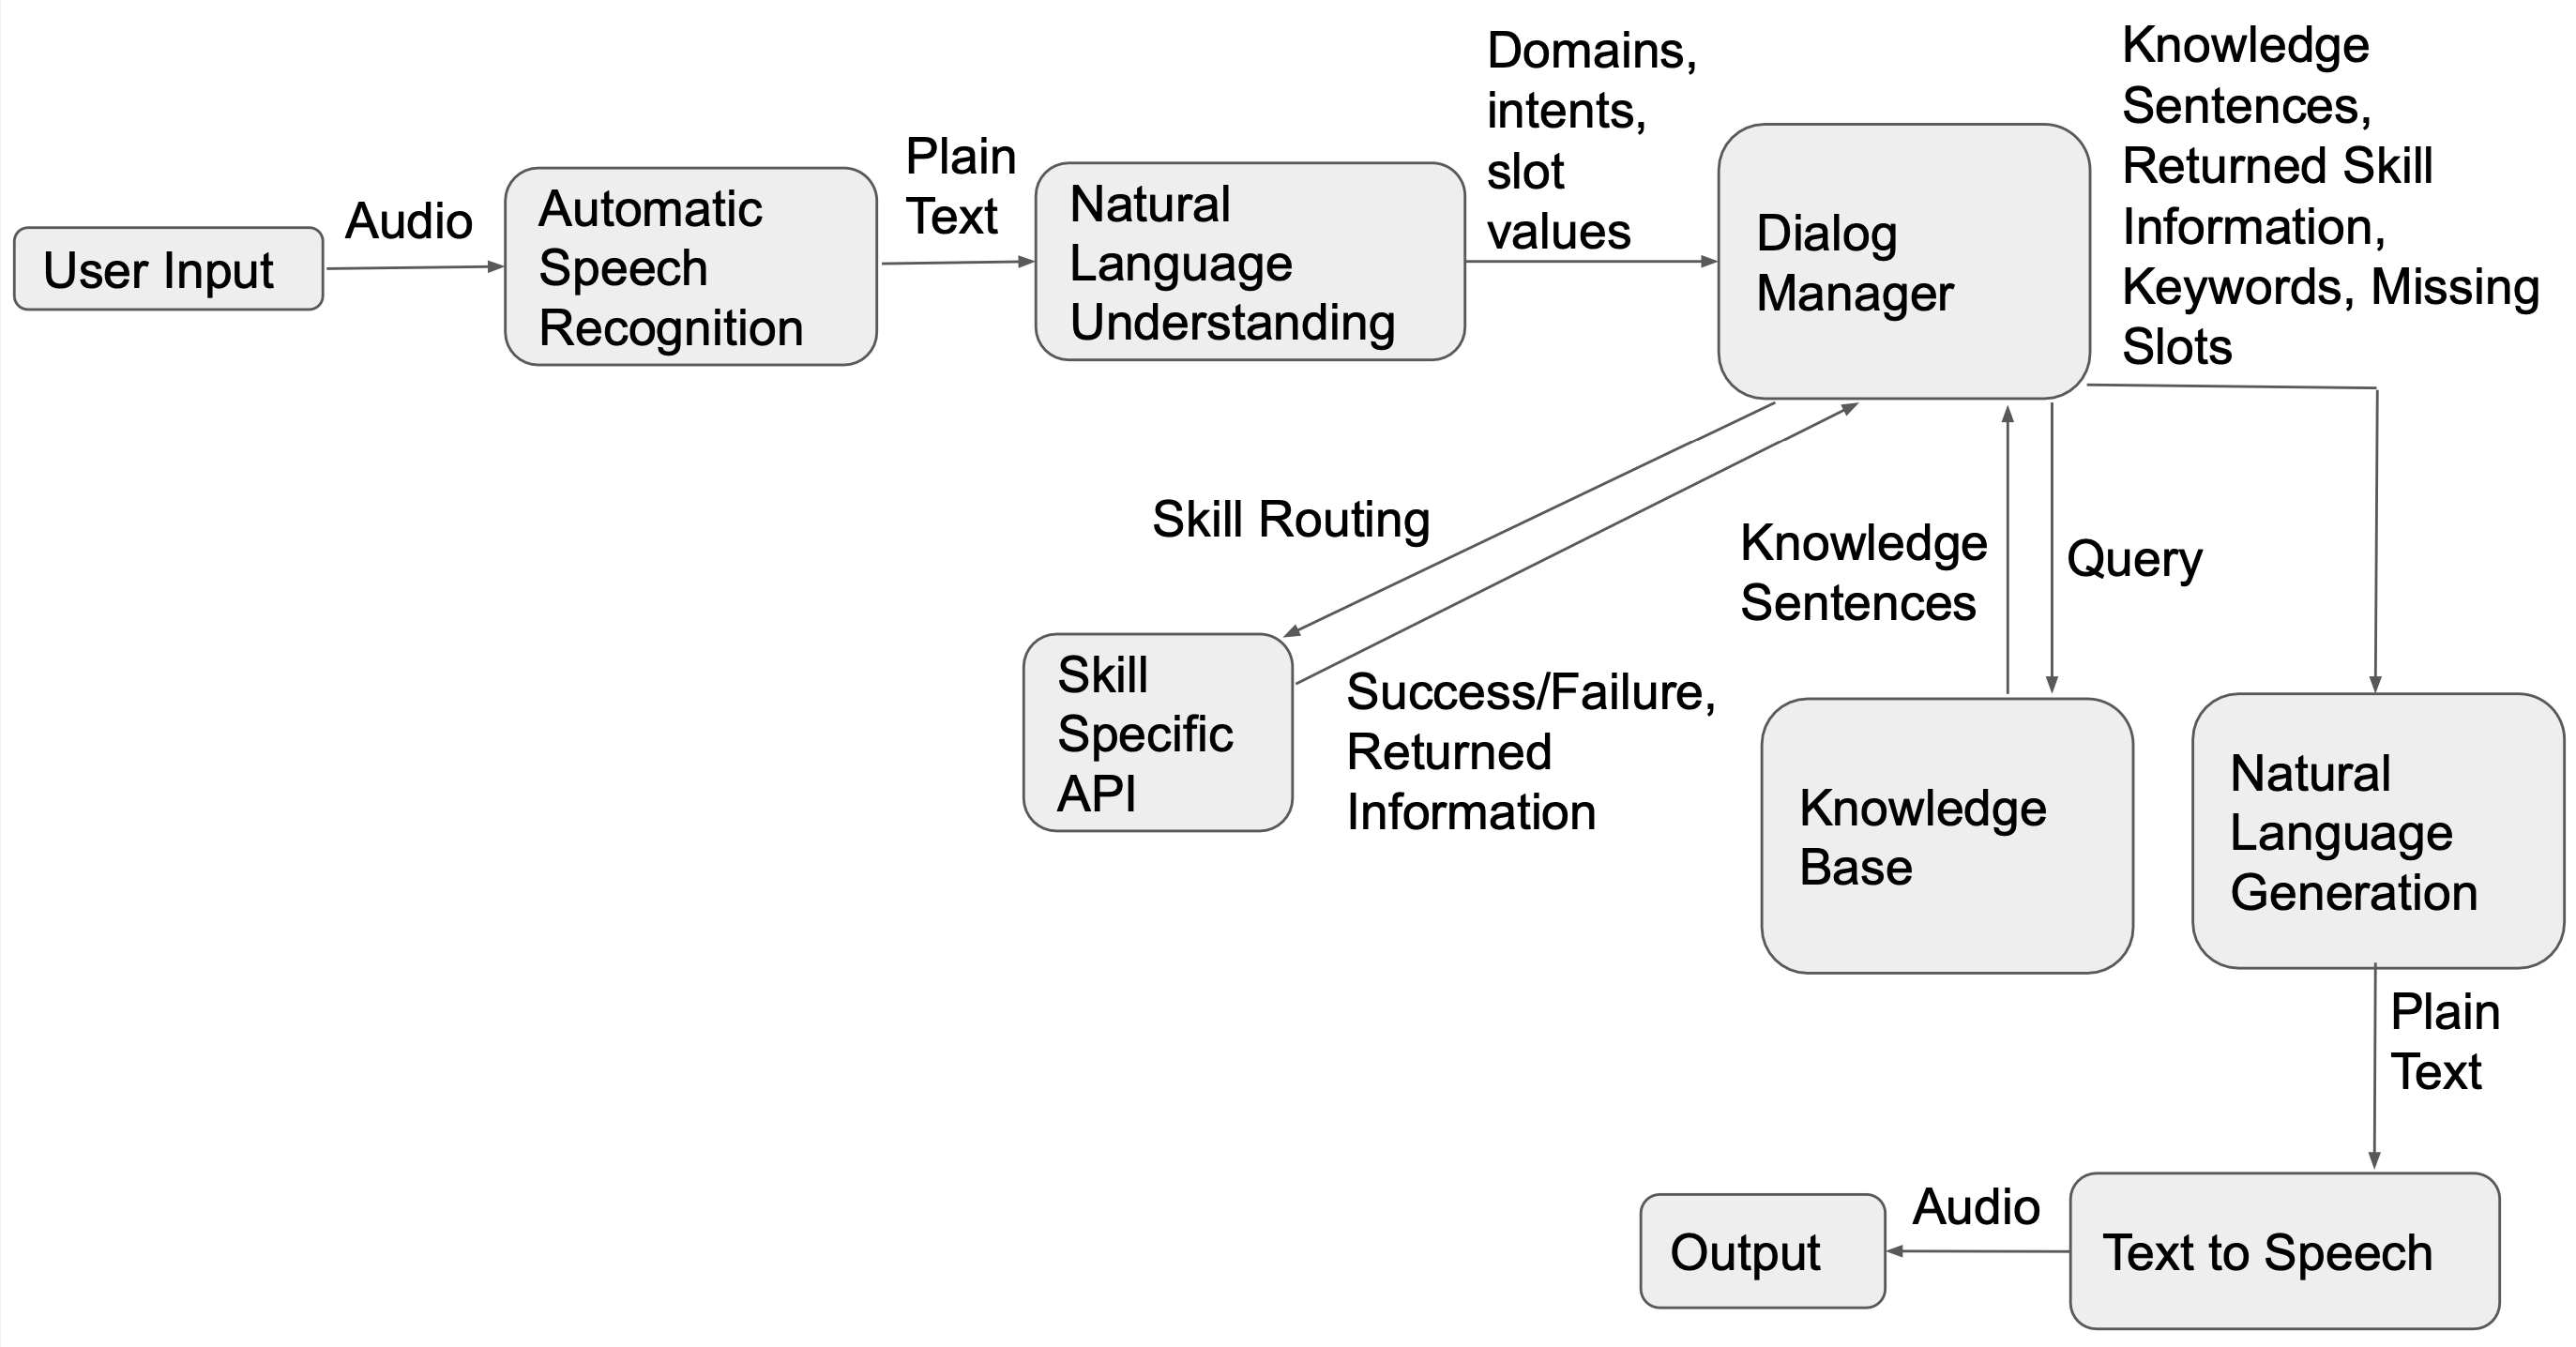 User Input
Audio
Automatic
Speech
Recognition
Plain
Text
Natural
Language
Understanding
Domains,
intents,
slot
values
Dialog
Manager
Knowledge
Sentences,
Returned Skill
Information,
Keywords, Missing
Slots
Skill Routing
Skill
Specific
API
Success/Failure,
Returned
Information
Knowledge
Sentences
Query
Knowledge
Base
Natural
Language
Generation
Plain
Text
Text to Speech
Audio
Output